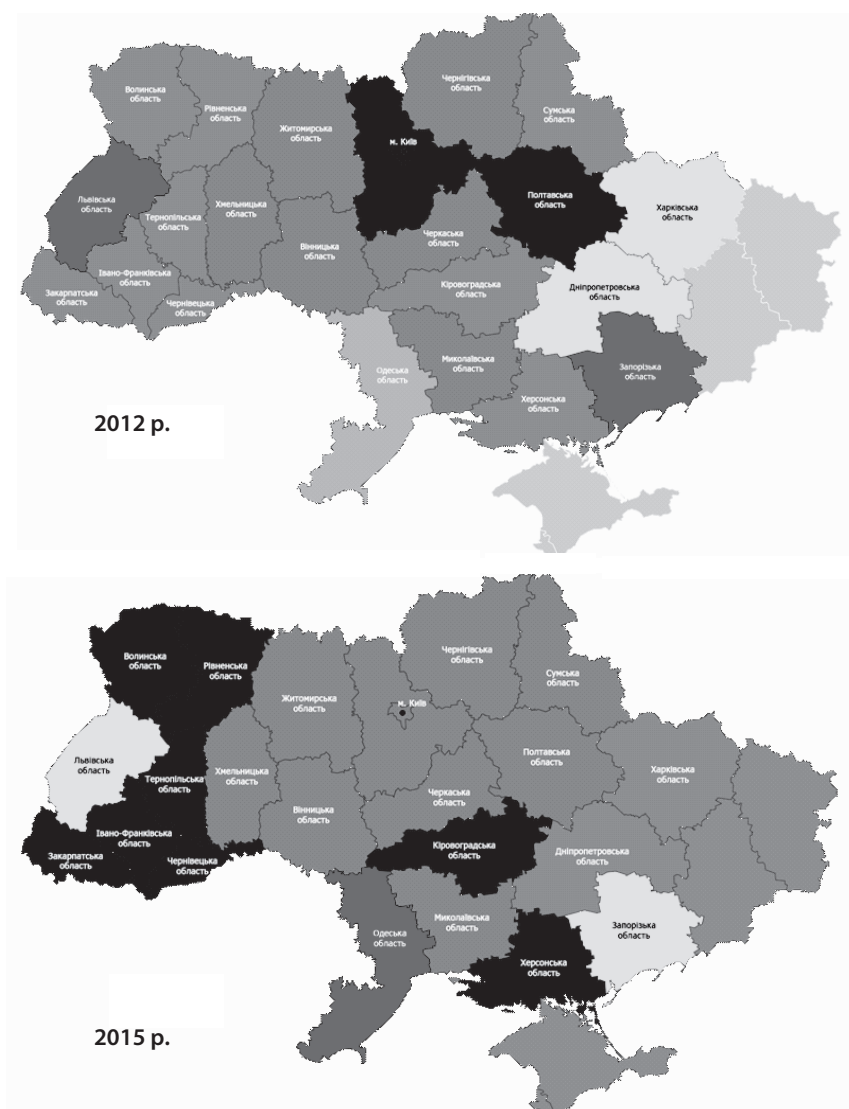 Волинська
область
Рівненська
область
Житомирська
область
м. Київ
Чернігівська
область
Сумська
область
Львівська
область
Тернопільська
область
Хмельницька
область
Вінницька
область
Черкаська
область
Полтавська
область
Харківська
область
Закарпатська
область
Івано-Франківська
область
Чернівецька
область
Кіровоградська
область
Дніпропетровська
область
Одеська
область
Миколаївська
область
Херсонська
область
Запорізька
область
2012 р.
Волинська
область
Рівненська
область
Житомирська
область
м. Київ
Чернігівська
область
Сумська
область
Львівська
область
Тернопільська
область
Хмельницька
область
Вінницька
область
Черкаська
область
Полтавська
область
Харківська
область
Закарпатська
область
Івано-Франківська
область
Чернівецька
область
Кіровоградська
область
Дніпропетровська
область
Одеська
область
Миколаївська
область
Херсонська
область
Запорізька
область
2015 р.